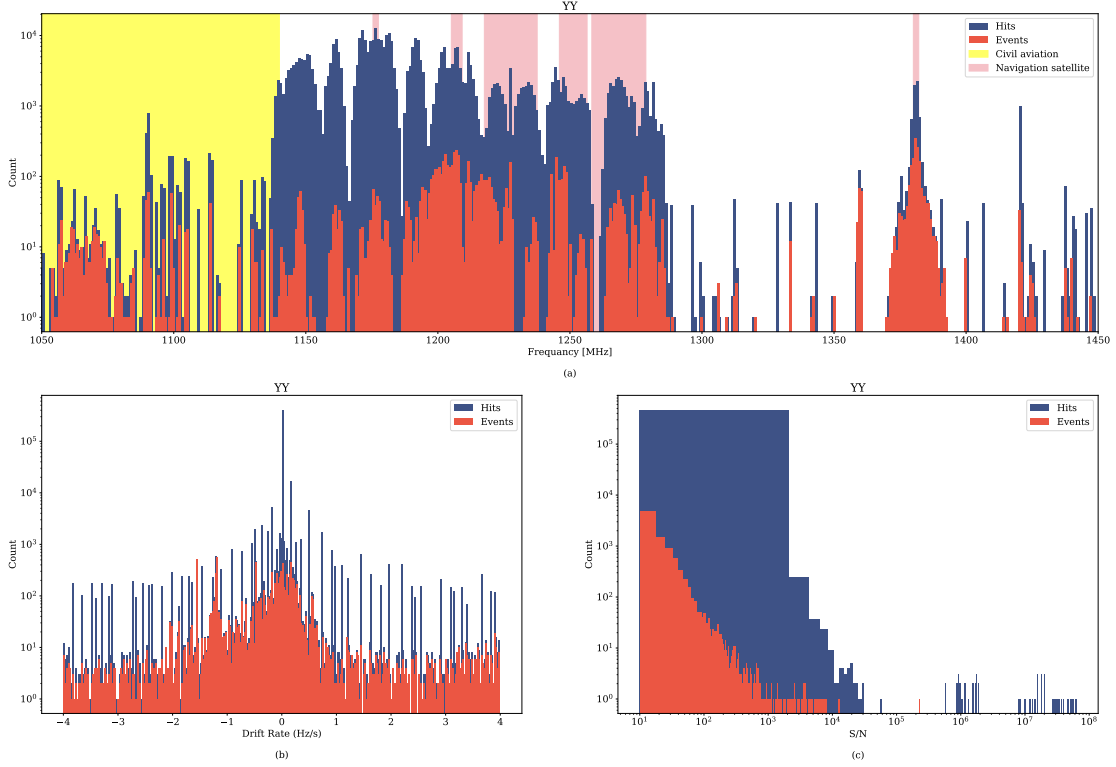 YY
10⁴
10³
10²
10¹
10⁰
Count
Hits
Events
Civil aviation
Navigation satellite
1050 1100 1150 1200 1250 1300 1350 1400 1450
Frequancy [MHz]
(a)
YY
10⁵
10⁴
10³
10²
10¹
10⁰
Count
Hits
Events
−4 −3 −2 −1 0 1 2 3 4
Drift Rate (Hz/s)
(b)
YY
10⁵
10⁴
10³
10²
10¹
10⁰
Count
Hits
Events
10¹ 10² 10³ 10⁴ 10⁵ 10⁶ 10⁷ 10⁸
S/N
(c)